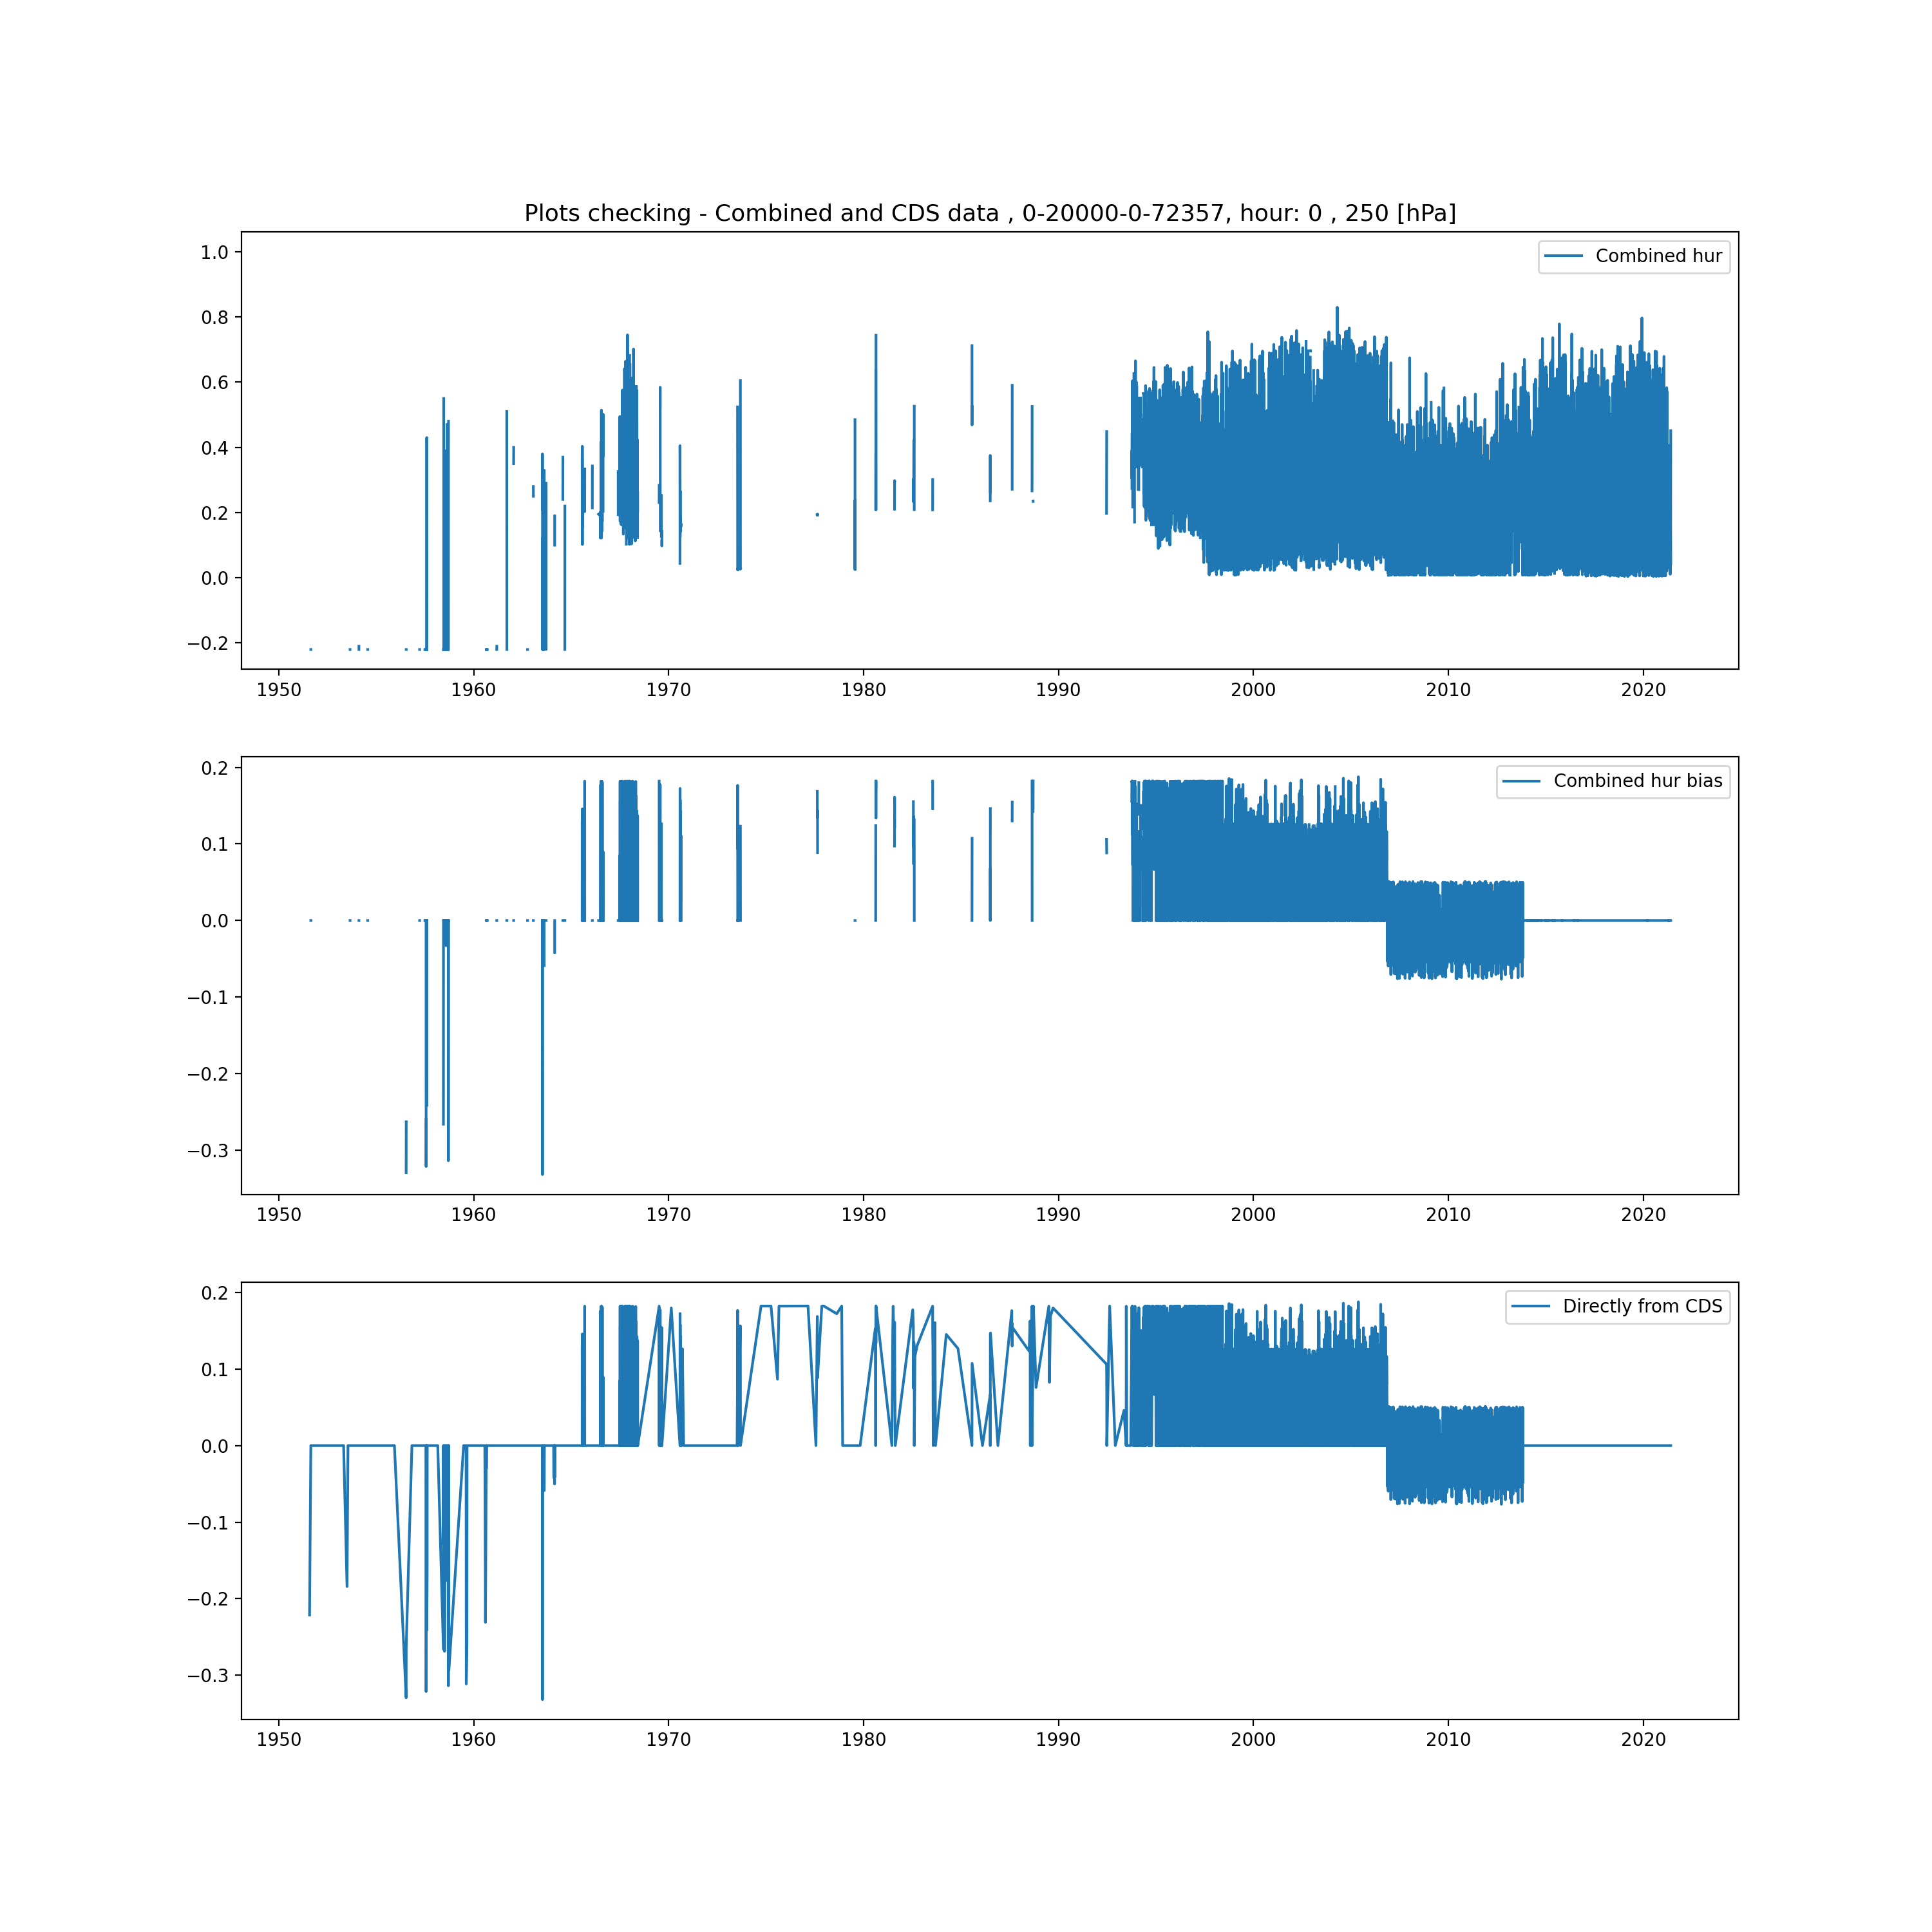 Plots checking - Combined and CDS data , 0-20000-0-72357, hour: 0 , 250 [hPa]
Combined hur
1.0
0.8
0.6
0.4
0.2
0.0
−0.2
1950 1960 1970 1980 1990 2000 2010 2020
Combined hur bias
0.2
0.1
0.0
−0.1
−0.2
−0.3
1950 1960 1970 1980 1990 2000 2010 2020
Directly from CDS
0.2
0.1
0.0
−0.1
−0.2
−0.3
1950 1960 1970 1980 1990 2000 2010 2020